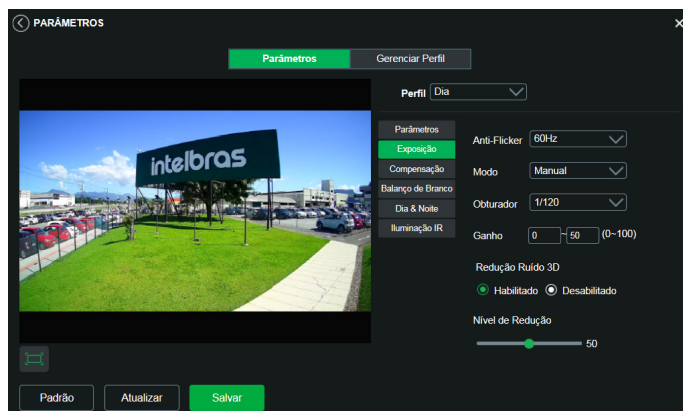 PARÂMETROS
Parâmetros Gerenciar Perfil
Perfil Dia
intelbras
Parâmetros
Exposição
Compensação
Balanço de Branco
Dia & Noite
Iluminação IR
Anti-Flicker 60Hz
Modo Manual
Obturador 1/120
Ganho 0 ~ 50 (0~100)
Redução Ruído 3D
Habilitado Desabilitado
Nível de Redução
50
Padrão Atualizar Salvar